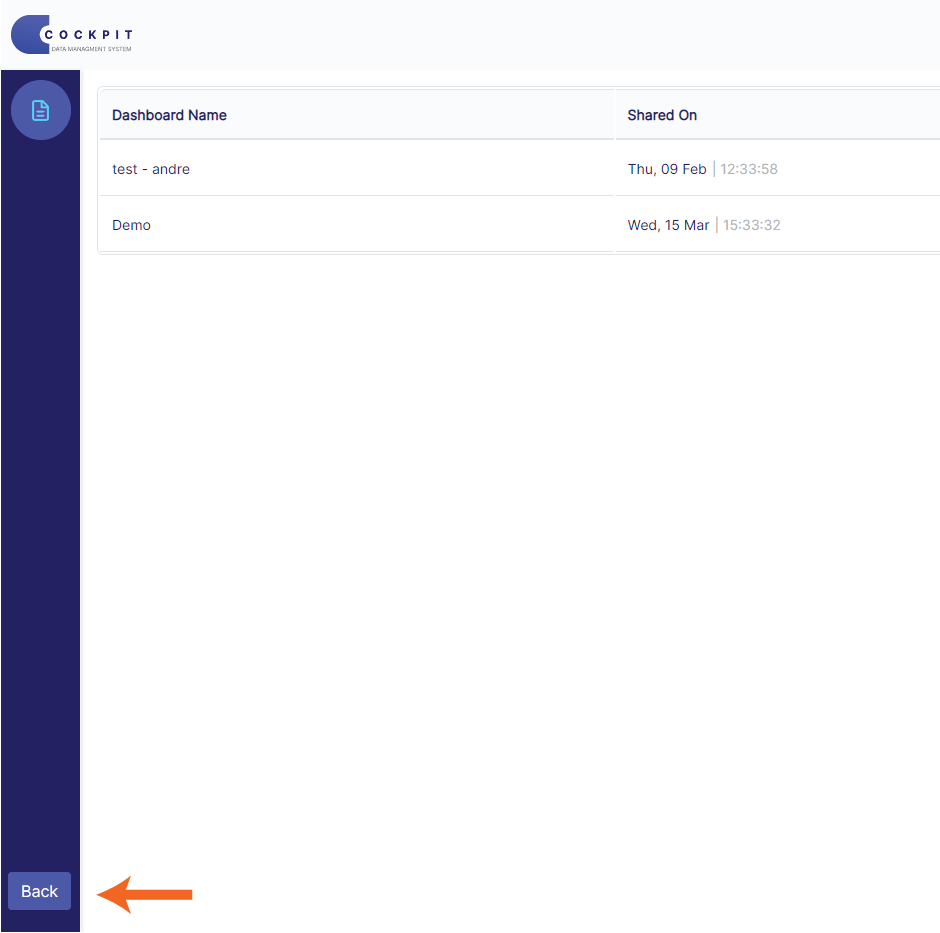 COCKPIT
DATA MANAGMENT SYSTEM
Dashboard Name Shared On
test - andre Thu, 09 Feb | 12:33:58
Demo Wed, 15 Mar | 15:33:32
Back